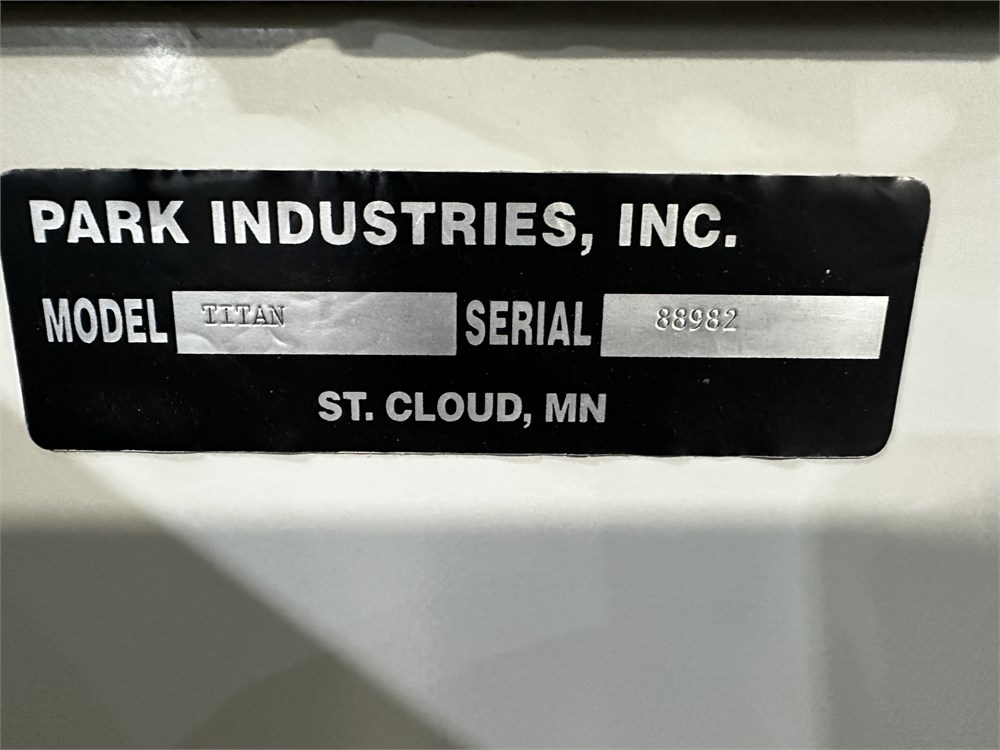 PARK INDUSTRIES, INC.
MODEL TITAN SERIAL 88982
ST. CLOUD, MN